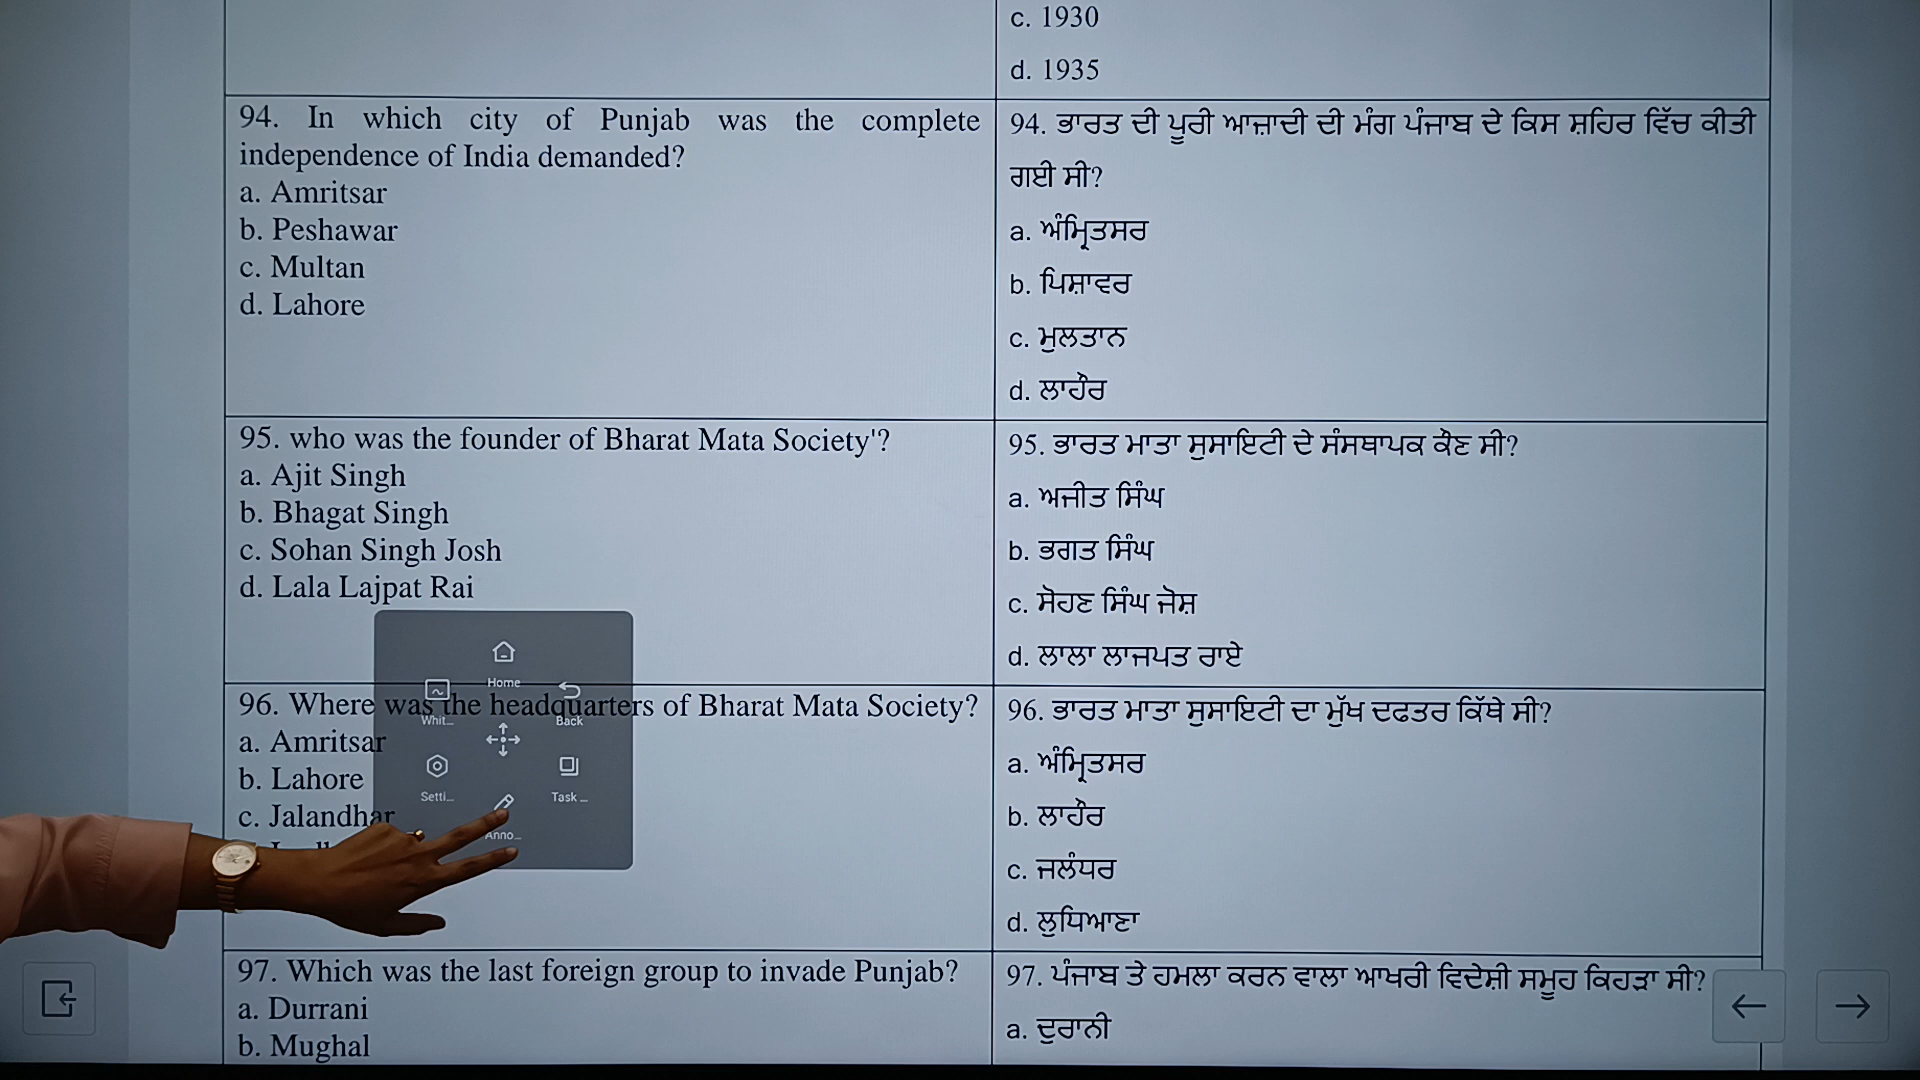 c. 1930
d. 1935
94. In which city of Punjab was the complete
independence of India demanded?
a. Amritsar
b. Peshawar
c. Multan
d. Lahore
94. ਭਾਰਤ ਦੀ ਪੂਰੀ ਆਜ਼ਾਦੀ ਦੀ ਮੰਗ ਪੰਜਾਬ ਦੇ ਕਿਸ ਸ਼ਹਿਰ ਵਿੱਚ ਕੀਤੀ
ਗਈ ਸੀ?
a. ਅੰਮ੍ਰਿਤਸਰ
b. ਪਿਸ਼ਾਵਰ
c. ਮੁਲਤਾਨ
d. ਲਾਹੌਰ
95. who was the founder of Bharat Mata Society'?
a. Ajit Singh
b. Bhagat Singh
c. Sohan Singh Josh
d. Lala Lajpat Rai
95. ਭਾਰਤ ਮਾਤਾ ਸੁਸਾਇਟੀ ਦੇ ਸੰਸਥਾਪਕ ਕੌਣ ਸੀ?
a. ਅਜੀਤ ਸਿੰਘ
b. ਭਗਤ ਸਿੰਘ
c. ਸੋਹਣ ਸਿੰਘ ਜੋਸ਼
d. ਲਾਲਾ ਲਾਜਪਤ ਰਾਏ
96. Where was the headquarters of Bharat Mata Society?
a. Amritsar
b. Lahore
c. Jalandhar
96. ਭਾਰਤ ਮਾਤਾ ਸੁਸਾਇਟੀ ਦਾ ਮੁੱਖ ਦਫਤਰ ਕਿੱਥੇ ਸੀ?
a. ਅੰਮ੍ਰਿਤਸਰ
b. ਲਾਹੌਰ
c. ਜਲੰਧਰ
d. ਲੁਧਿਆਣਾ
97. Which was the last foreign group to invade Punjab?
a. Durrani
b. Mughal
97. ਪੰਜਾਬ ਤੇ ਹਮਲਾ ਕਰਨ ਵਾਲਾ ਆਖਰੀ ਵਿਦੇਸ਼ੀ ਸਮੂਹ ਕਿਹੜਾ ਸੀ?
a. ਦੁਰਾਨੀ
Home
Whit...
Back
Setti...
Task ...
Anno...